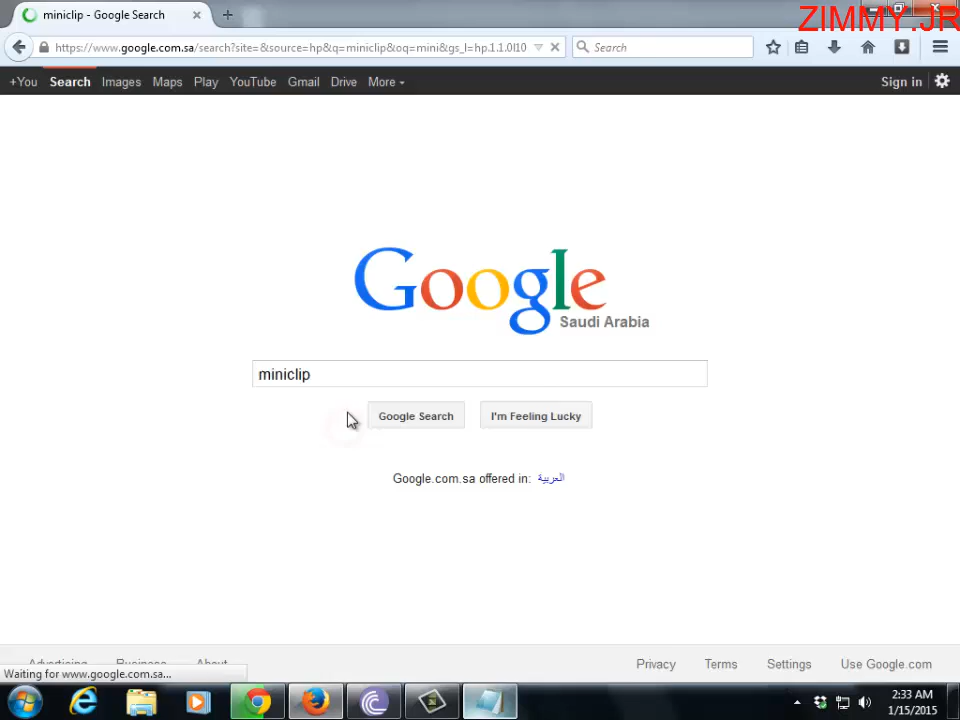 miniclip - Google Search
ZIMMY.JR
https://www.google.com.sa/search?site=&source=hp&q=miniclip&oq=mini&gs_l=hp.1.1.0l10
Search
+You Search Images Maps Play YouTube Gmail Drive More
Sign in
Google
Saudi Arabia
miniclip
Google Search I'm Feeling Lucky
Google.com.sa offered in: العربية
Advertising Business About
Privacy Terms Settings Use Google.com
Waiting for www.google.com.sa...
2:33 AM
1/15/2015